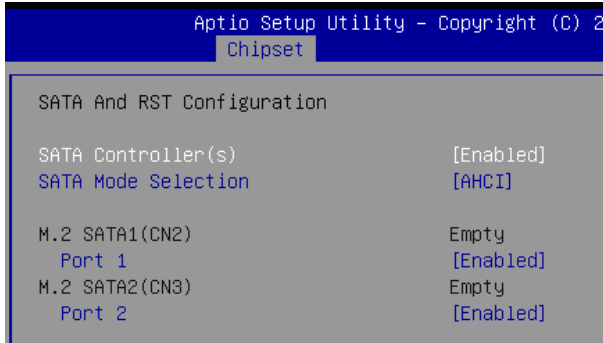 Aptio Setup Utility – Copyright (C) 2
Chipset
SATA And RST Configuration
SATA Controller(s) [Enabled]
SATA Mode Selection [AHCI]
M.2 SATA1(CN2) Empty
Port 1 [Enabled]
M.2 SATA2(CN3) Empty
Port 2 [Enabled]